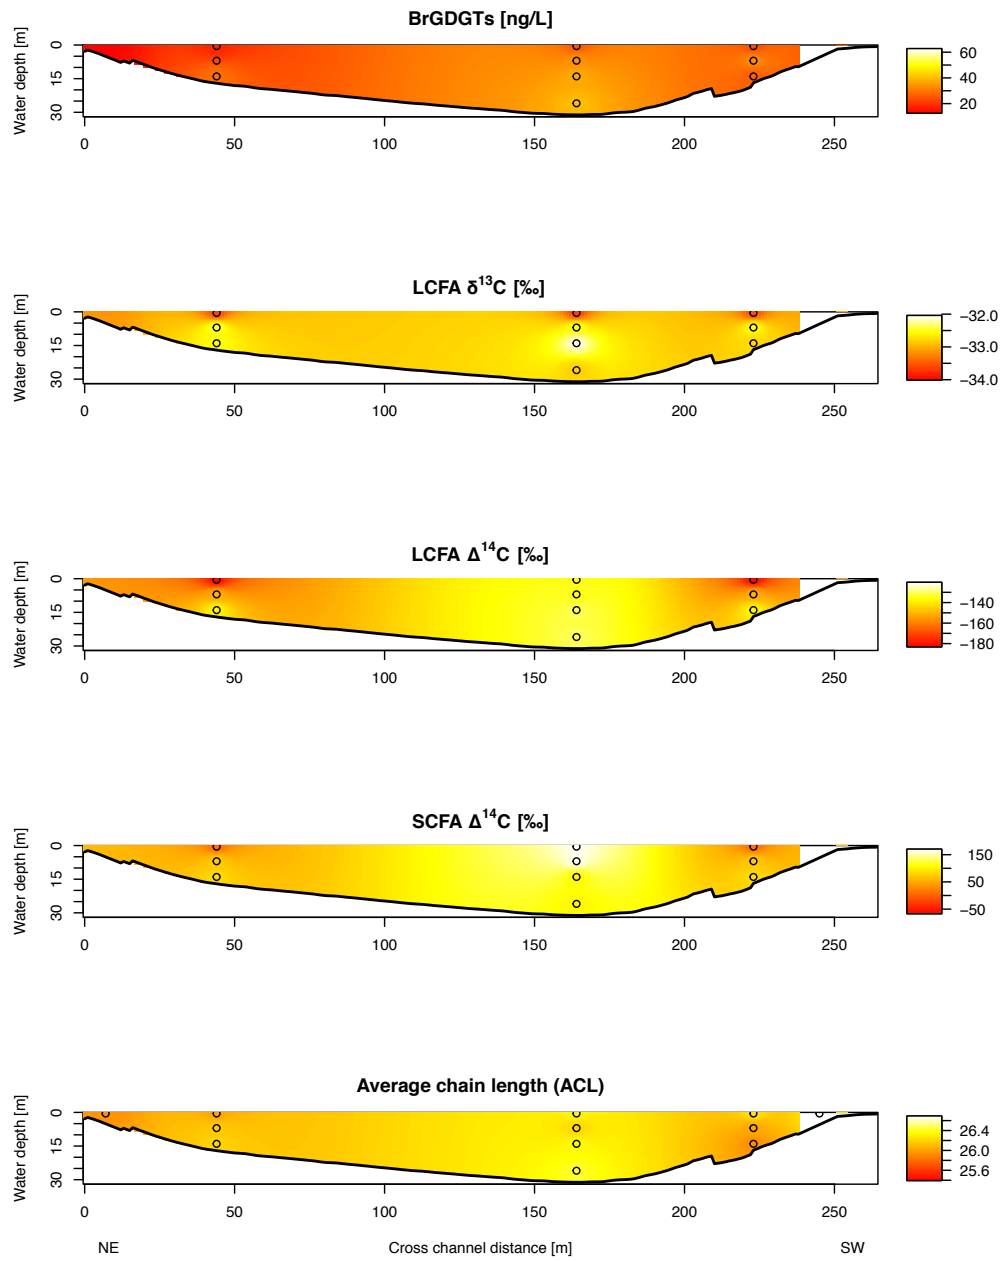 BrGDGTs [ng/L]
Water depth [m]
0
15
30
0 50 100 150 200 250
60
40
20
LCFA δ¹³C [‰]
Water depth [m]
0
15
30
0 50 100 150 200 250
−32.0
−33.0
−34.0
LCFA Δ¹⁴C [‰]
Water depth [m]
0
15
30
0 50 100 150 200 250
−140
−160
−180
SCFA Δ¹⁴C [‰]
Water depth [m]
0
15
30
0 50 100 150 200 250
150
50
−50
Average chain length (ACL)
Water depth [m]
0
15
30
0 50 100 150 200 250
26.4
26.0
25.6
NE Cross channel distance [m] SW